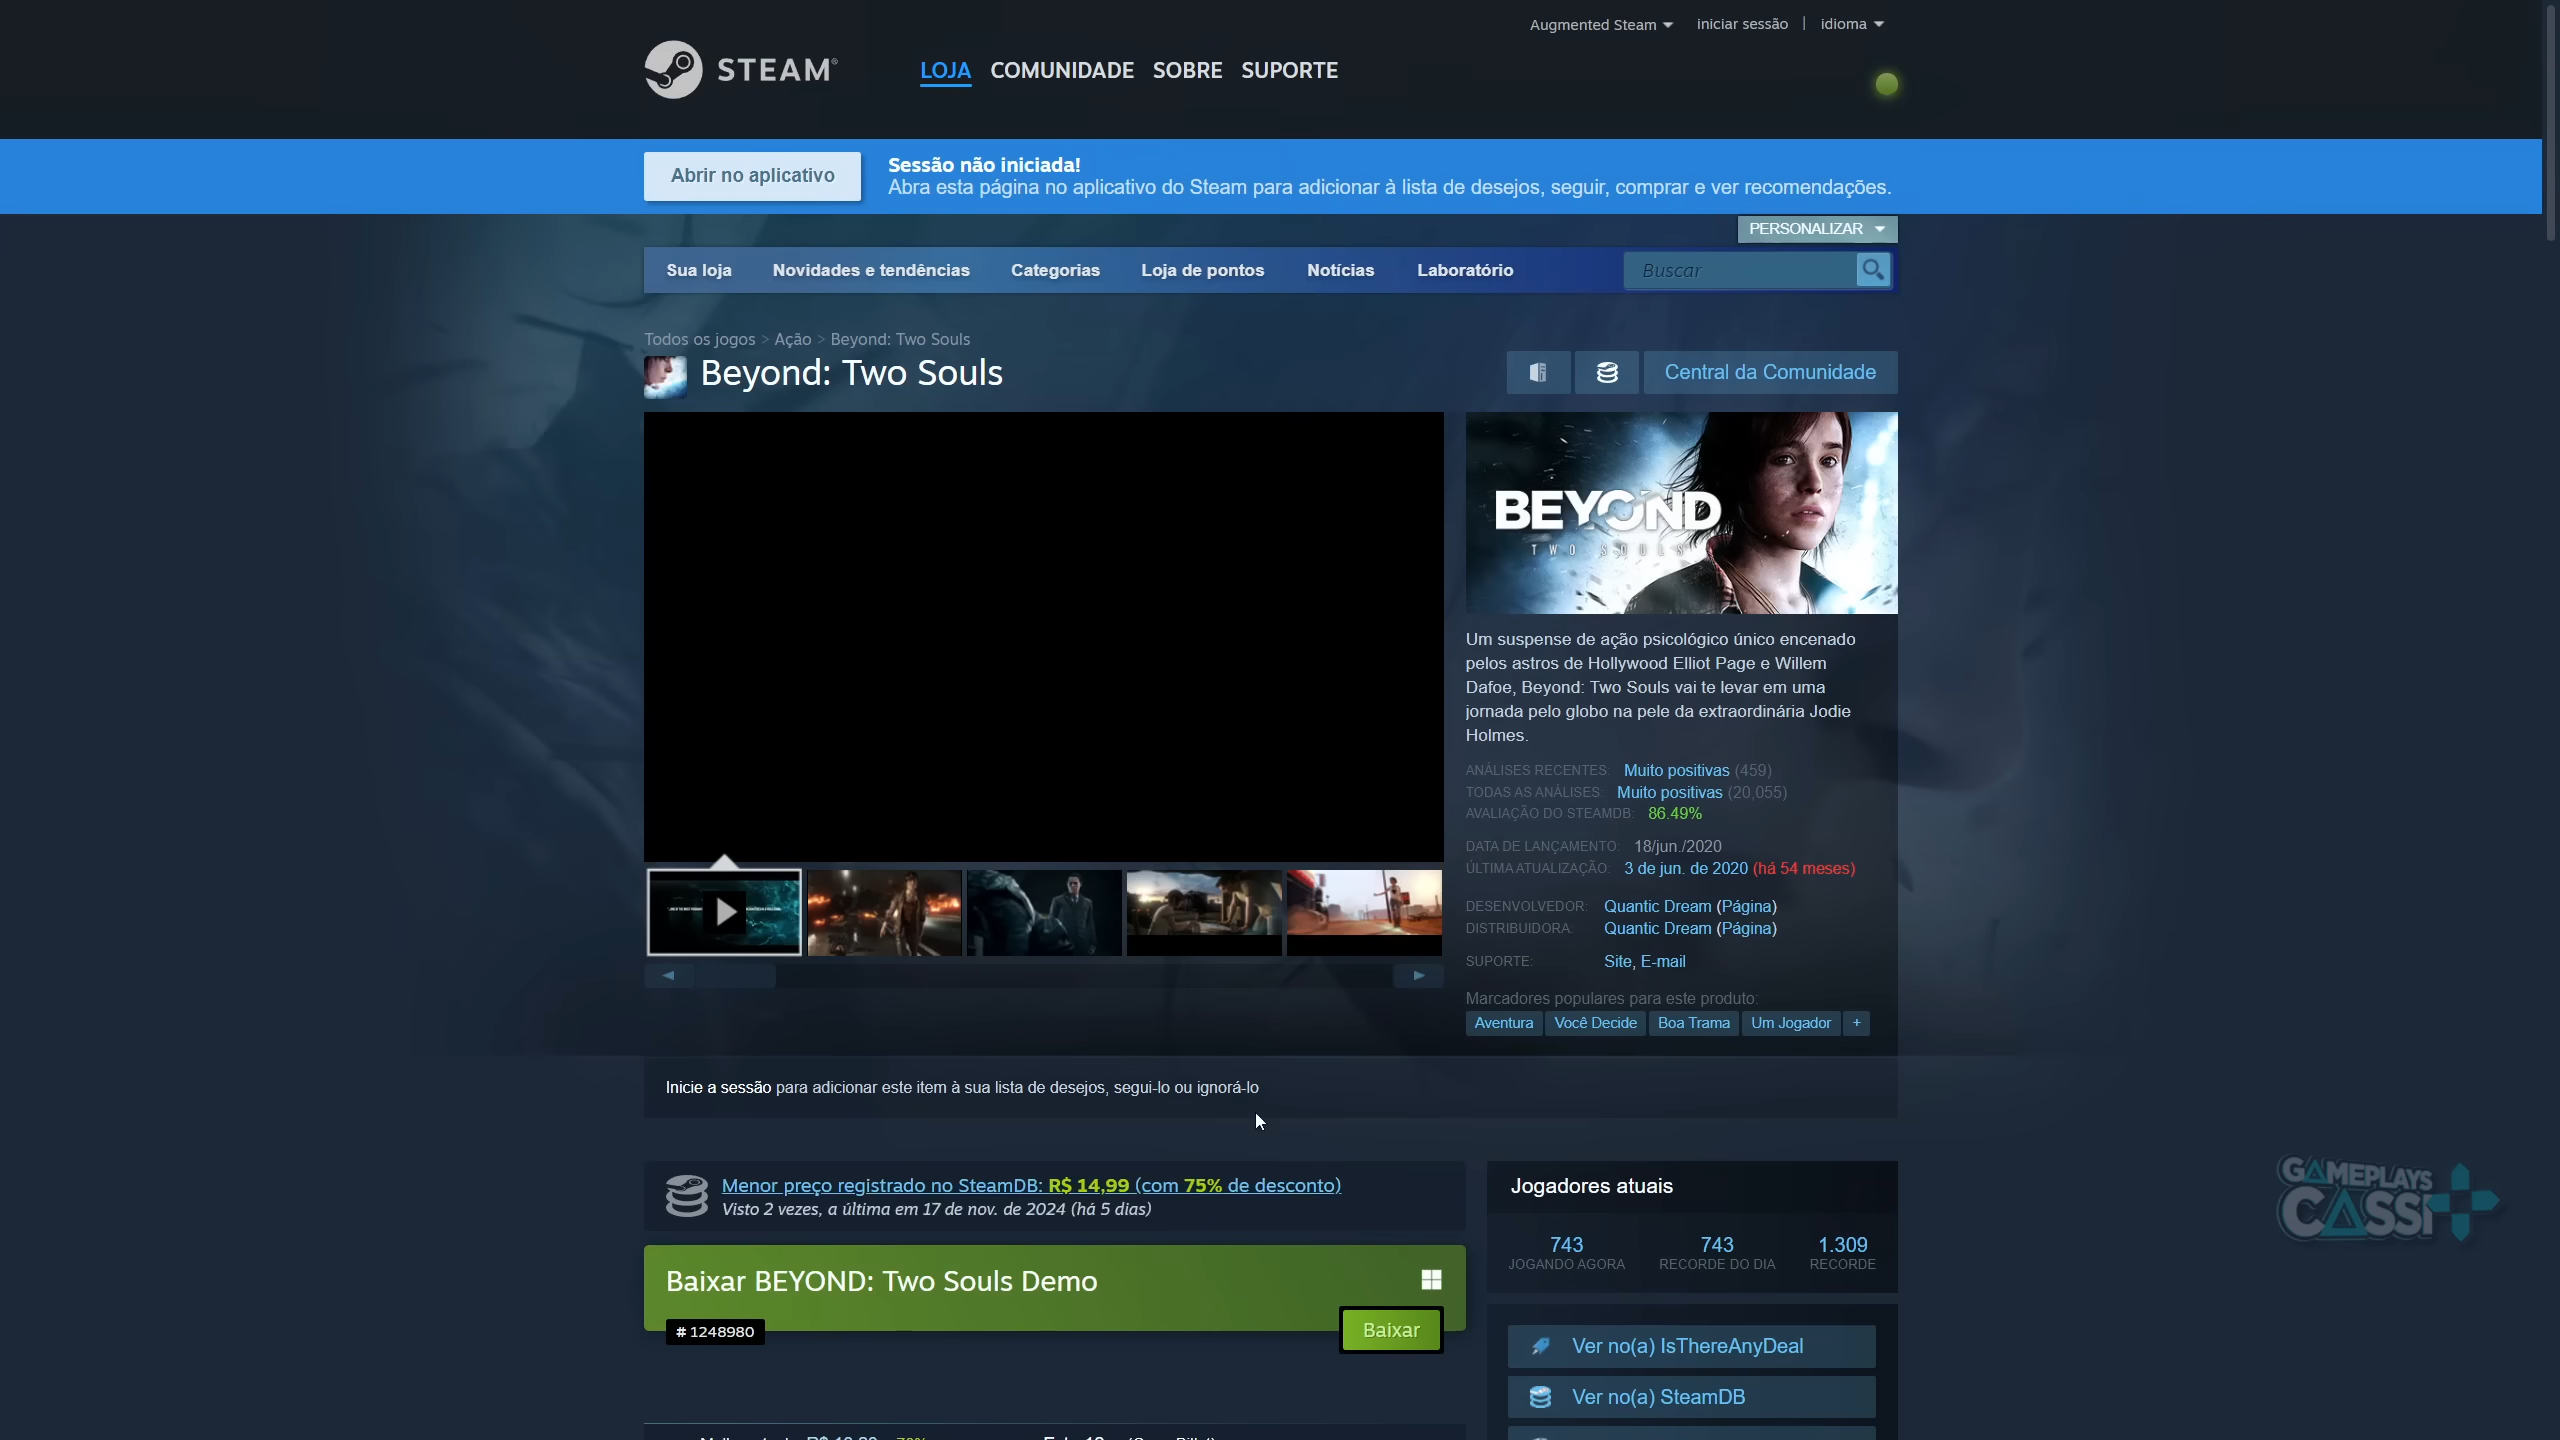 Augmented Steam
iniciar sessão | idioma
STEAM®
LOJA COMUNIDADE SOBRE SUPORTE
Abrir no aplicativo
Sessão não iniciada!
Abra esta página no aplicativo do Steam para adicionar à lista de desejos, seguir, comprar e ver recomendações.
PERSONALIZAR
Sua loja Novidades e tendências Categorias Loja de pontos Notícias Laboratório
Buscar
Todos os jogos > Ação > Beyond: Two Souls
Beyond: Two Souls
Central da Comunidade
BEYOND
TWO SOULS
Um suspense de ação psicológico único encenado
pelos astros de Hollywood Elliot Page e Willem
Dafoe, Beyond: Two Souls vai te levar em uma
jornada pelo globo na pele da extraordinária Jodie
Holmes.
ANÁLISES RECENTES: Muito positivas (459)
TODAS AS ANÁLISES: Muito positivas (20,055)
AVALIAÇÃO DO STEAMDB: 86.49%
DATA DE LANÇAMENTO: 18/jun./2020
ÚLTIMA ATUALIZAÇÃO: 3 de jun. de 2020 (há 54 meses)
DESENVOLVEDOR: Quantic Dream (Página)
DISTRIBUIDORA: Quantic Dream (Página)
SUPORTE: Site, E-mail
Marcadores populares para este produto:
Aventura Você Decide Boa Trama Um Jogador +
Inicie a sessão para adicionar este item à sua lista de desejos, segui-lo ou ignorá-lo
Menor preço registrado no SteamDB: R$ 14,99 (com 75% de desconto)
Visto 2 vezes, a última em 17 de nov. de 2024 (há 5 dias)
Baixar BEYOND: Two Souls Demo
# 1248980
Baixar
Jogadores atuais
743 743 1.309
JOGANDO AGORA RECORDE DO DIA RECORDE
Ver no(a) IsThereAnyDeal
Ver no(a) SteamDB
GAMEPLAYS
CASSI